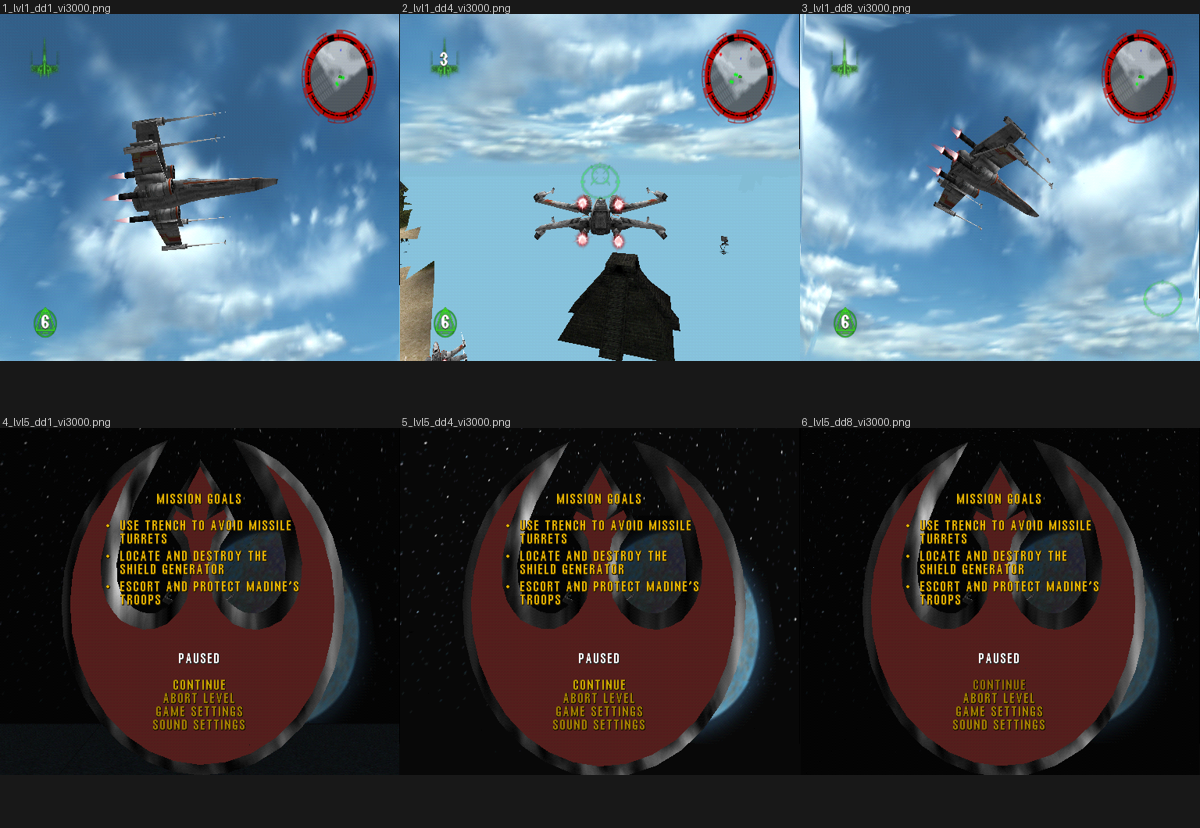 1_lvl1_dd1_vi3000.png
2_lvl1_dd4_vi3000.png
3_lvl1_dd8_vi3000.png
3
6
6
6
4_lvl5_dd1_vi3000.png
5_lvl5_dd4_vi3000.png
6_lvl5_dd8_vi3000.png
MISSION GOALS
• USE TRENCH TO AVOID MISSILE
TURRETS
• LOCATE AND DESTROY THE
SHIELD GENERATOR
• ESCORT AND PROTECT MADINE'S
TROOPS
PAUSED
CONTINUE
ABORT LEVEL
GAME SETTINGS
SOUND SETTINGS
MISSION GOALS
• USE TRENCH TO AVOID MISSILE
TURRETS
• LOCATE AND DESTROY THE
SHIELD GENERATOR
• ESCORT AND PROTECT MADINE'S
TROOPS
PAUSED
CONTINUE
ABORT LEVEL
GAME SETTINGS
SOUND SETTINGS
MISSION GOALS
• USE TRENCH TO AVOID MISSILE
TURRETS
• LOCATE AND DESTROY THE
SHIELD GENERATOR
• ESCORT AND PROTECT MADINE'S
TROOPS
PAUSED
CONTINUE
ABORT LEVEL
GAME SETTINGS
SOUND SETTINGS